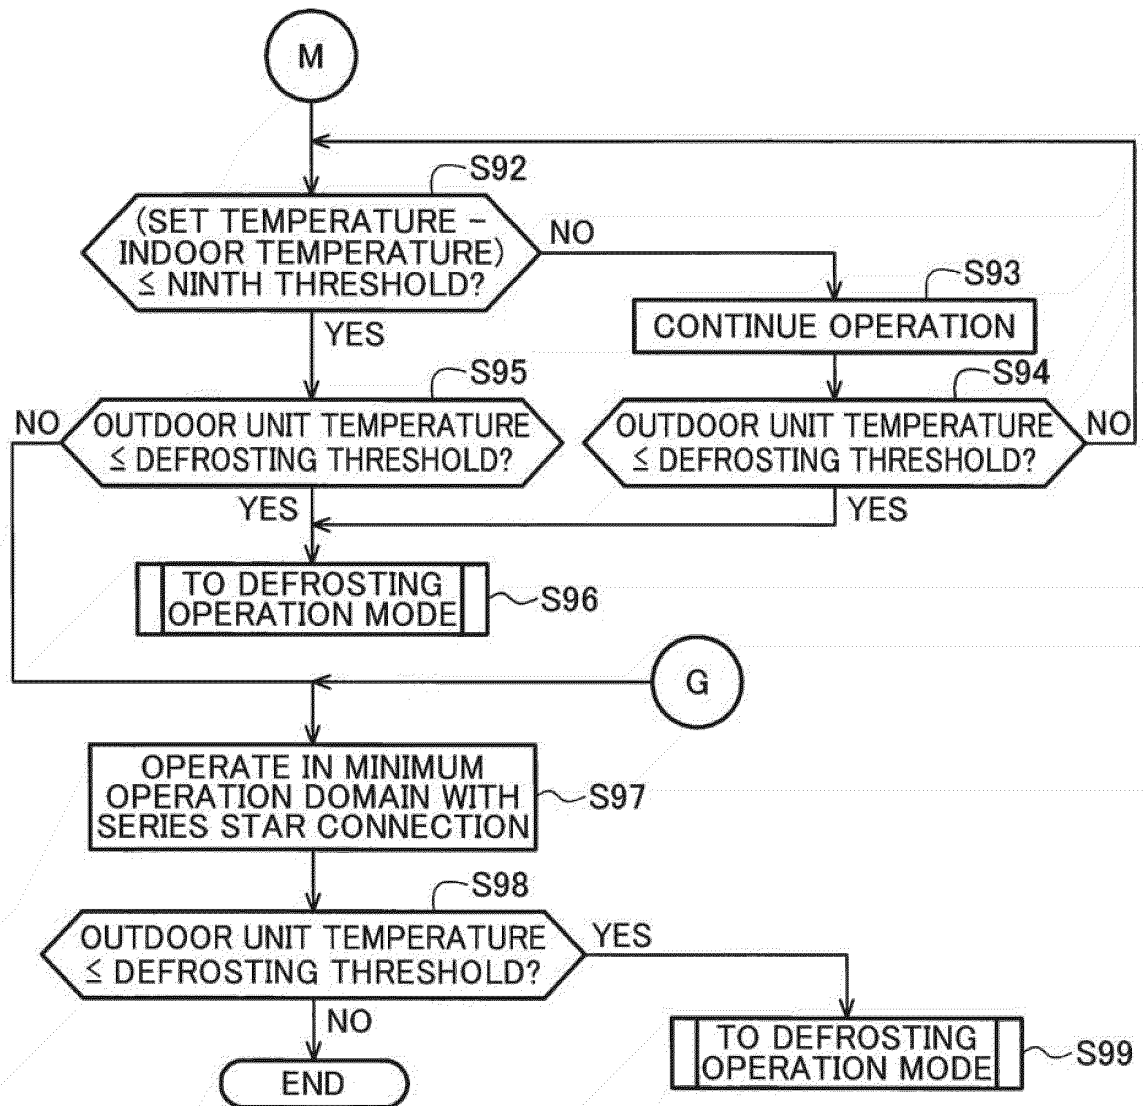 M
S92
(SET TEMPERATURE −
INDOOR TEMPERATURE)
≤ NINTH THRESHOLD?
NO
YES
S93
CONTINUE OPERATION
S95
NO
OUTDOOR UNIT TEMPERATURE
≤ DEFROSTING THRESHOLD?
YES
S94
OUTDOOR UNIT TEMPERATURE
≤ DEFROSTING THRESHOLD?
NO
YES
TO DEFROSTING
OPERATION MODE
S96
G
OPERATE IN MINIMUM
OPERATION DOMAIN WITH
SERIES STAR CONNECTION
S97
S98
OUTDOOR UNIT TEMPERATURE
≤ DEFROSTING THRESHOLD?
YES
NO
TO DEFROSTING
OPERATION MODE
S99
END